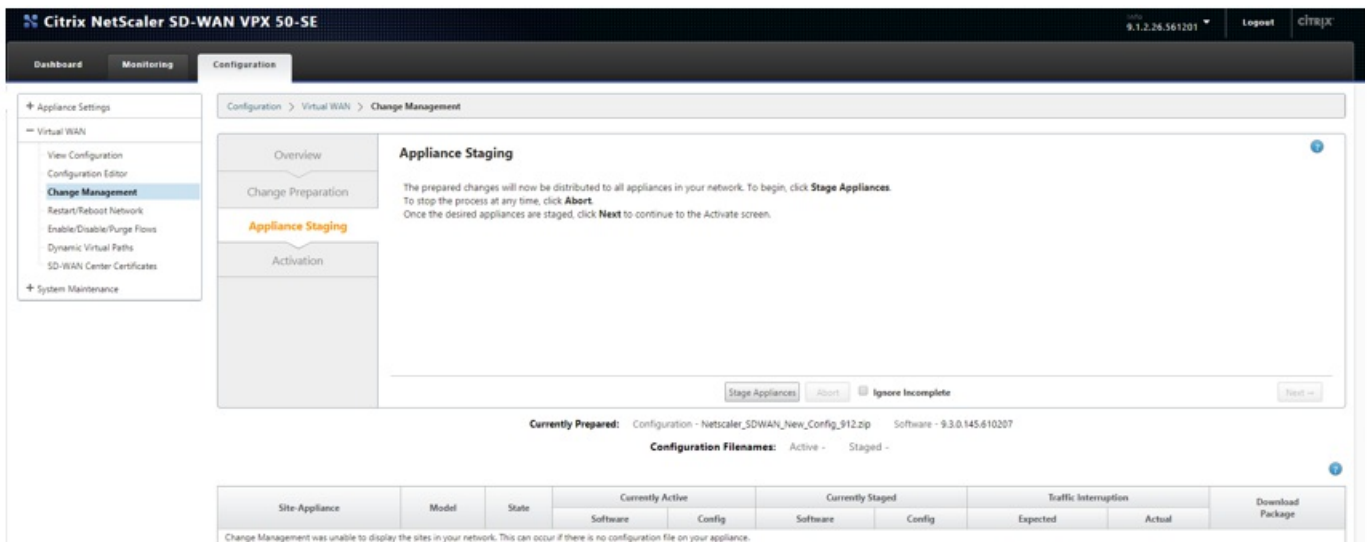 Citrix NetScaler SD-WAN VPX 50-SE
9.1.2.26.561201
Logout
CITRIX
Dashboard Monitoring Configuration
+ Appliance Settings
− Virtual WAN
View Configuration
Configuration Editor
Change Management
Restart/Reboot Network
Enable/Disable/Purge Flows
Dynamic Virtual Paths
SD-WAN Center Certificates
+ System Maintenance
Configuration > Virtual WAN > Change Management
Overview
Change Preparation
Appliance Staging
Activation
Appliance Staging
The prepared changes will now be distributed to all appliances in your network. To begin, click Stage Appliances.
To stop the process at any time, click Abort.
Once the desired appliances are staged, click Next to continue to the Activate screen.
Stage Appliances Abort Ignore Incomplete Next
Currently Prepared: Configuration - Netscaler_SDWAN_New_Config_912.zip Software - 9.3.0.145.610207
Configuration Filenames: Active - Staged -
Site-Appliance Model State Currently Active Currently Staged Traffic Interruption Download Package
Software Config Software Config Expected Actual
Change Management was unable to display the sites in your network. This can occur if there is no configuration file on your appliance.